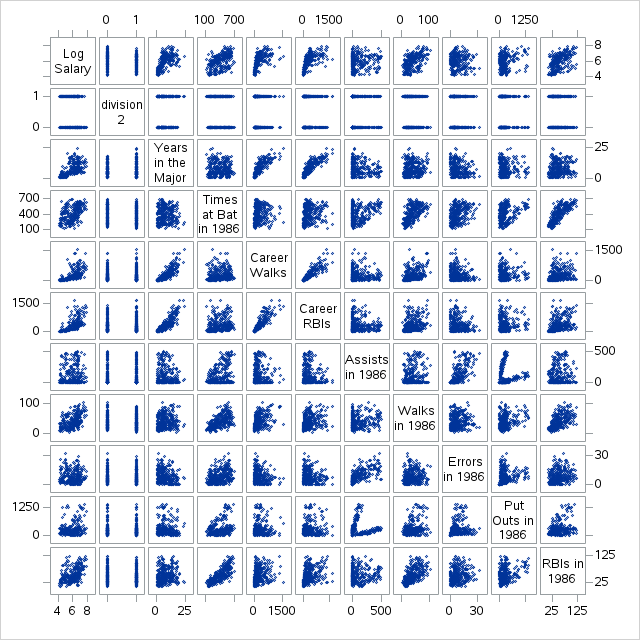 0 1 100 700 0 1500 0 100 0 1250
Log
Salary
8
6
4
1
0
division
2
Years
in the
Major
25
0
700
400
100
Times
at Bat
in 1986
Career
Walks
1500
0
1500
0
Career
RBIs
Assists
in 1986
500
0
100
0
Walks
in 1986
Errors
in 1986
30
0
1250
0
Put
Outs in
1986
RBIs in
1986
125
25
4 6 8 0 25 0 1500 0 500 0 30 25 125